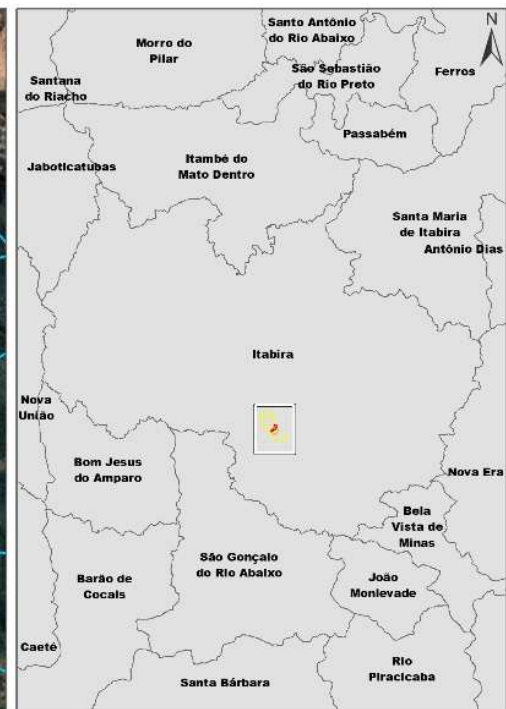 N
Santo Antônio
do Rio Abaixo
Morro do
Pilar
São Sebastião
do Rio Preto
Ferros
Santana
do Riacho
Passabém
Jaboticatubas
Itambé do
Mato Dentro
Santa Maria
de Itabira
Antônio Dias
Itabira
Nova
União
Bom Jesus
do Amparo
Nova Era
Bela
Vista de
Minas
São Gonçalo
do Rio Abaixo
Barão de
Cocais
João
Monlevade
Caeté
Rio
Piracicaba
Santa Bárbara